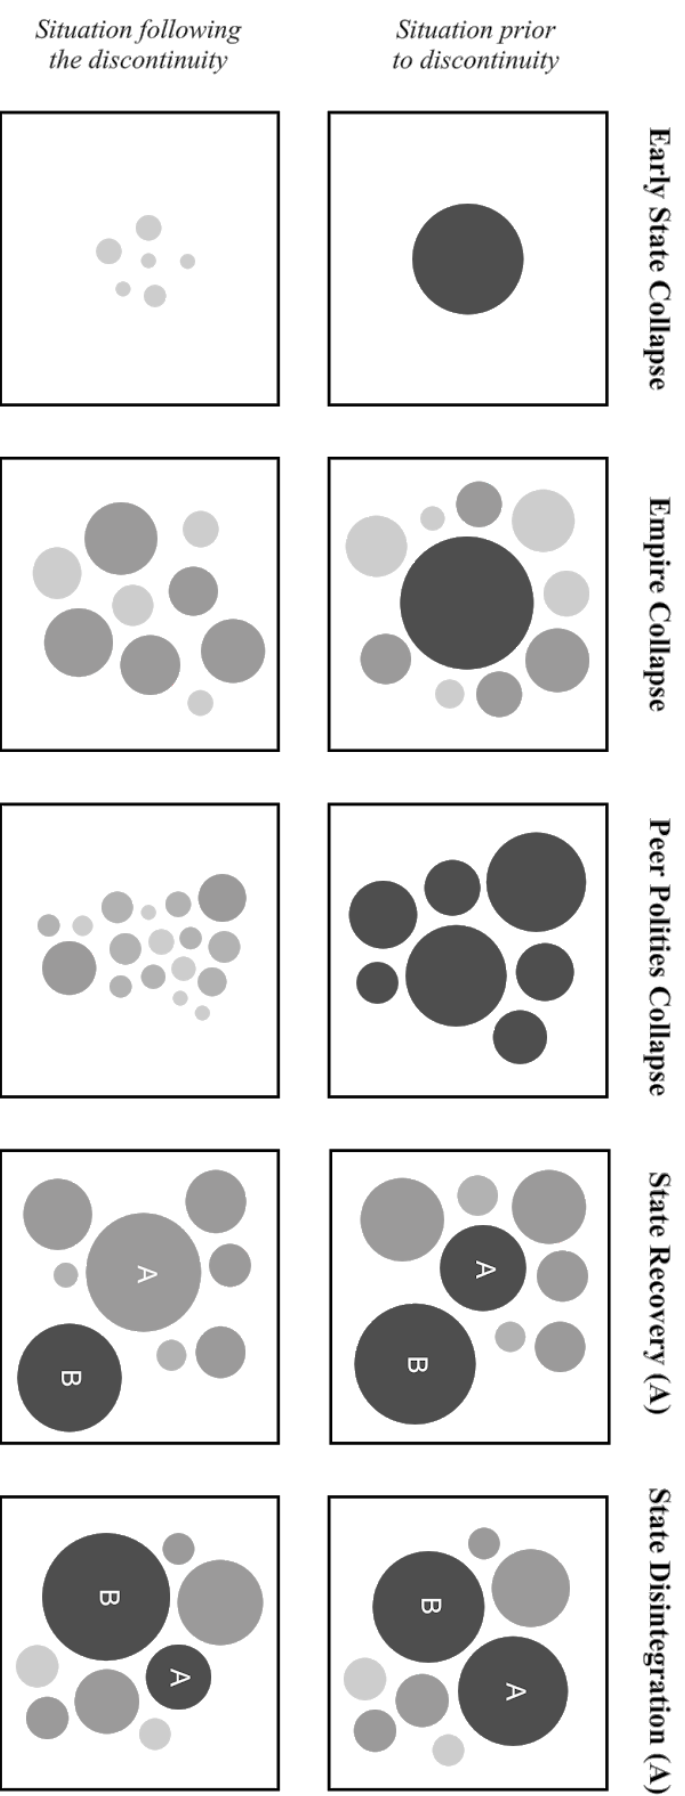 Situation following
the discontinuity
Situation prior
to discontinuity
Early State Collapse
Empire Collapse
Peer Polities Collapse
State Recovery (A)
A
B
A
B
State Disintegration (A)
B
A
B
A